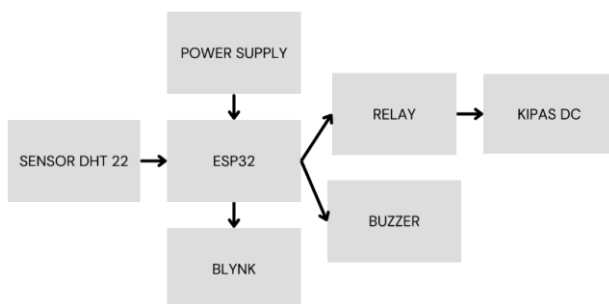 POWER SUPPLY
RELAY
KIPAS DC
SENSOR DHT 22
ESP32
BUZZER
BLYNK